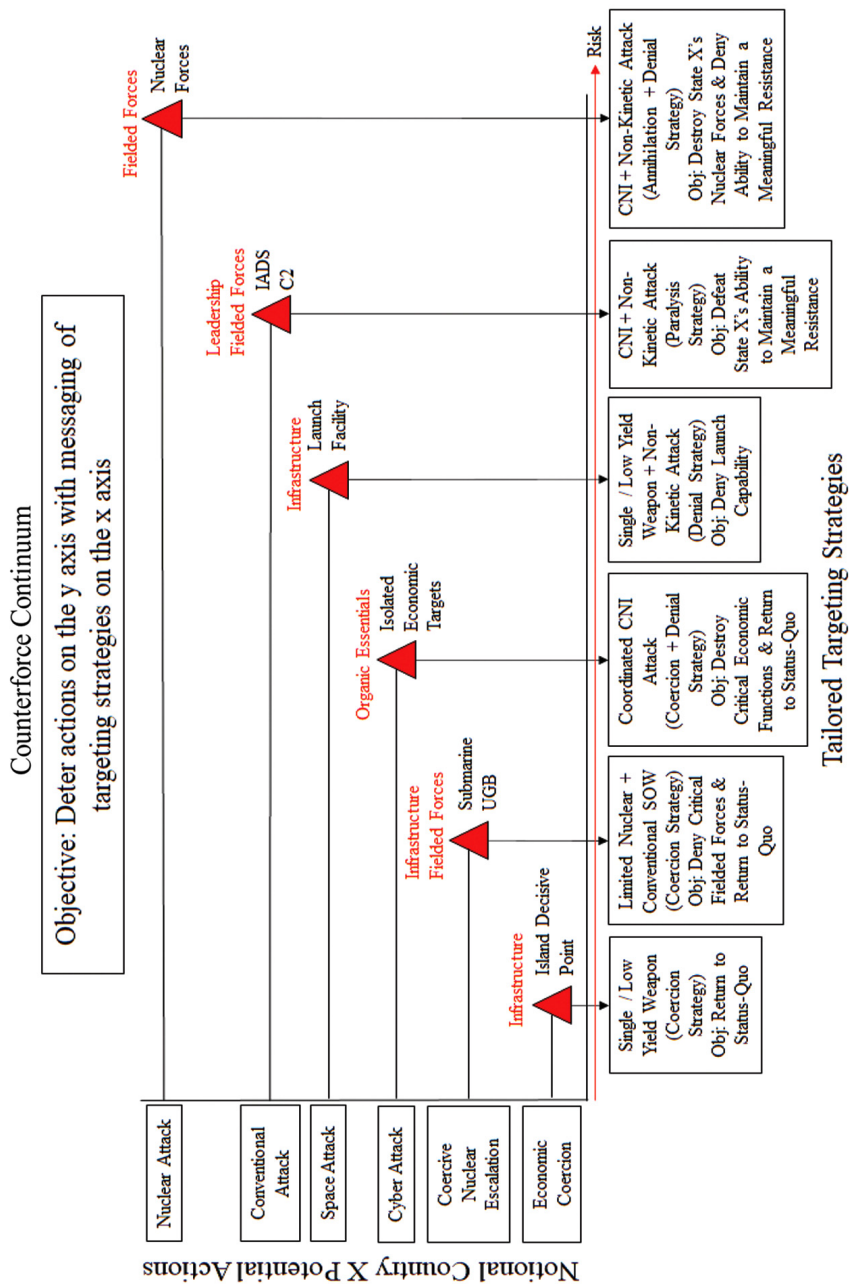 Counterforce Continuum
Objective: Deter actions on the y axis with messaging of
targeting strategies on the x axis
Notional Country X Potential Actions
Nuclear Attack
Conventional
Attack
Space Attack
Cyber Attack
Coercive
Nuclear
Escalation
Economic
Coercion
Fielded Forces
Nuclear
Forces
Leadership
Fielded Forces
IADS
C2
Infrastructure
Launch
Facility
Organic Essentials
Isolated
Economic
Targets
Infrastructure
Fielded Forces
Submarine
UGB
Infrastructure
Island Decisive
Point
Risk
Single / Low
Yield Weapon
(Coercion
Strategy)
Obj: Return to
Status-Quo
Limited Nuclear +
Conventional SOW
(Coercion Strategy)
Obj: Deny Critical
Fielded Forces &
Return to Status-
Quo
Coordinated CNI
Attack
(Coercion + Denial
Strategy)
Obj: Destroy
Critical Economic
Functions & Return
to Status-Quo
Single / Low Yield
Weapon + Non-
Kinetic Attack
(Denial Strategy)
Obj: Deny Launch
Capability
CNI + Non-
Kinetic Attack
(Paralysis
Strategy)
Obj: Defeat
State X's Ability
to Maintain a
Meaningful
Resistance
CNI + Non-Kinetic Attack
(Annihilation + Denial
Strategy)
Obj: Destroy State X's
Nuclear Forces & Deny
Ability to Maintain a
Meaningful Resistance
Tailored Targeting Strategies